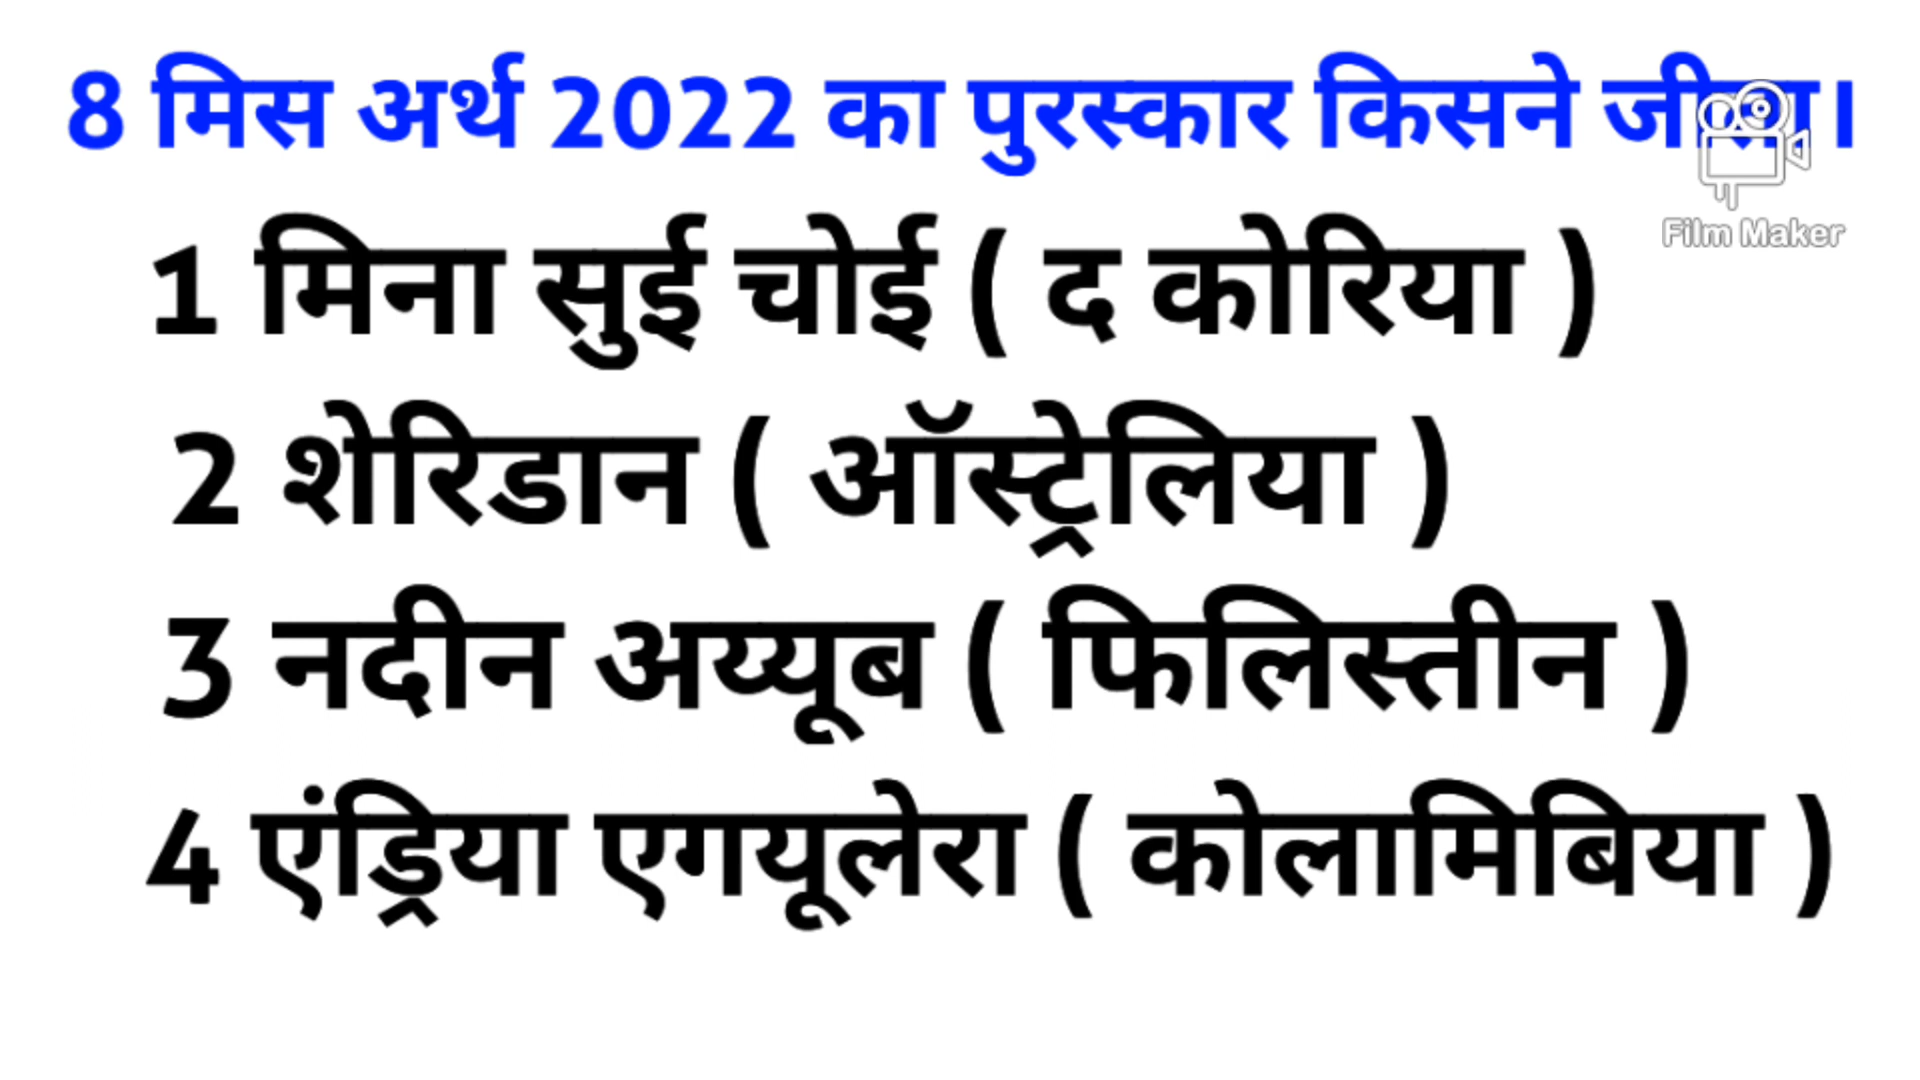 8 मिस अर्थ 2022 का पुरस्कार किसने जीता।
Film Maker
1 मिना सुई चोई ( द कोरिया )
2 शेरिडान ( ऑस्ट्रेलिया )
3 नदीन अय्यूब ( फिलिस्तीन )
4 एंड्रिया एगयूलेरा ( कोलामिबिया )